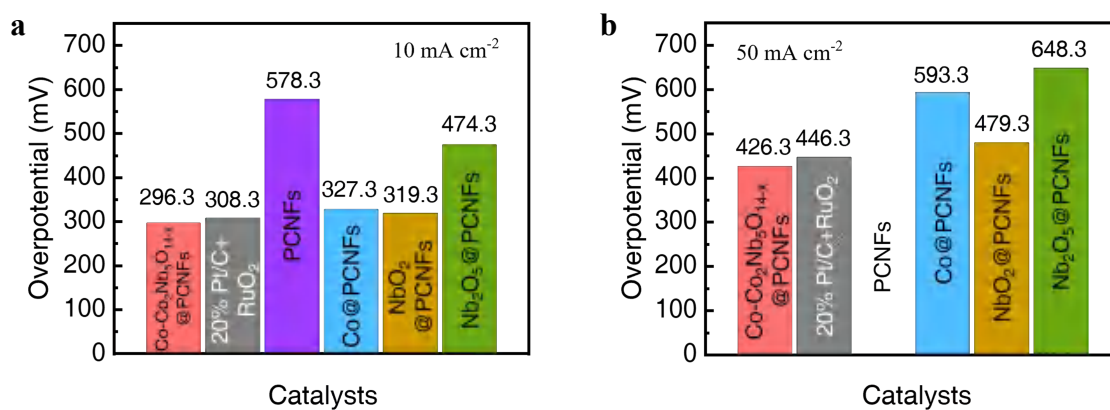 a
10 mA cm⁻²
Overpotential (mV)
700
600
500
400
300
200
100
0
296.3
308.3
578.3
327.3
319.3
474.3
Co-Co₂Nb₅O₁₄₋ₓ
@PCNFs
20% Pt/C+
RuO₂
PCNFs
Co@PCNFs
NbO₂
@PCNFs
Nb₂O₅@PCNFs
Catalysts
b
50 mA cm⁻²
Overpotential (mV)
700
600
500
400
300
200
100
0
426.3
446.3
593.3
479.3
648.3
Co-Co₂Nb₅O₁₄₋ₓ
@PCNFs
20% Pt/C+RuO₂
PCNFs
Co@PCNFs
NbO₂@PCNFs
Nb₂O₅@PCNFs
Catalysts